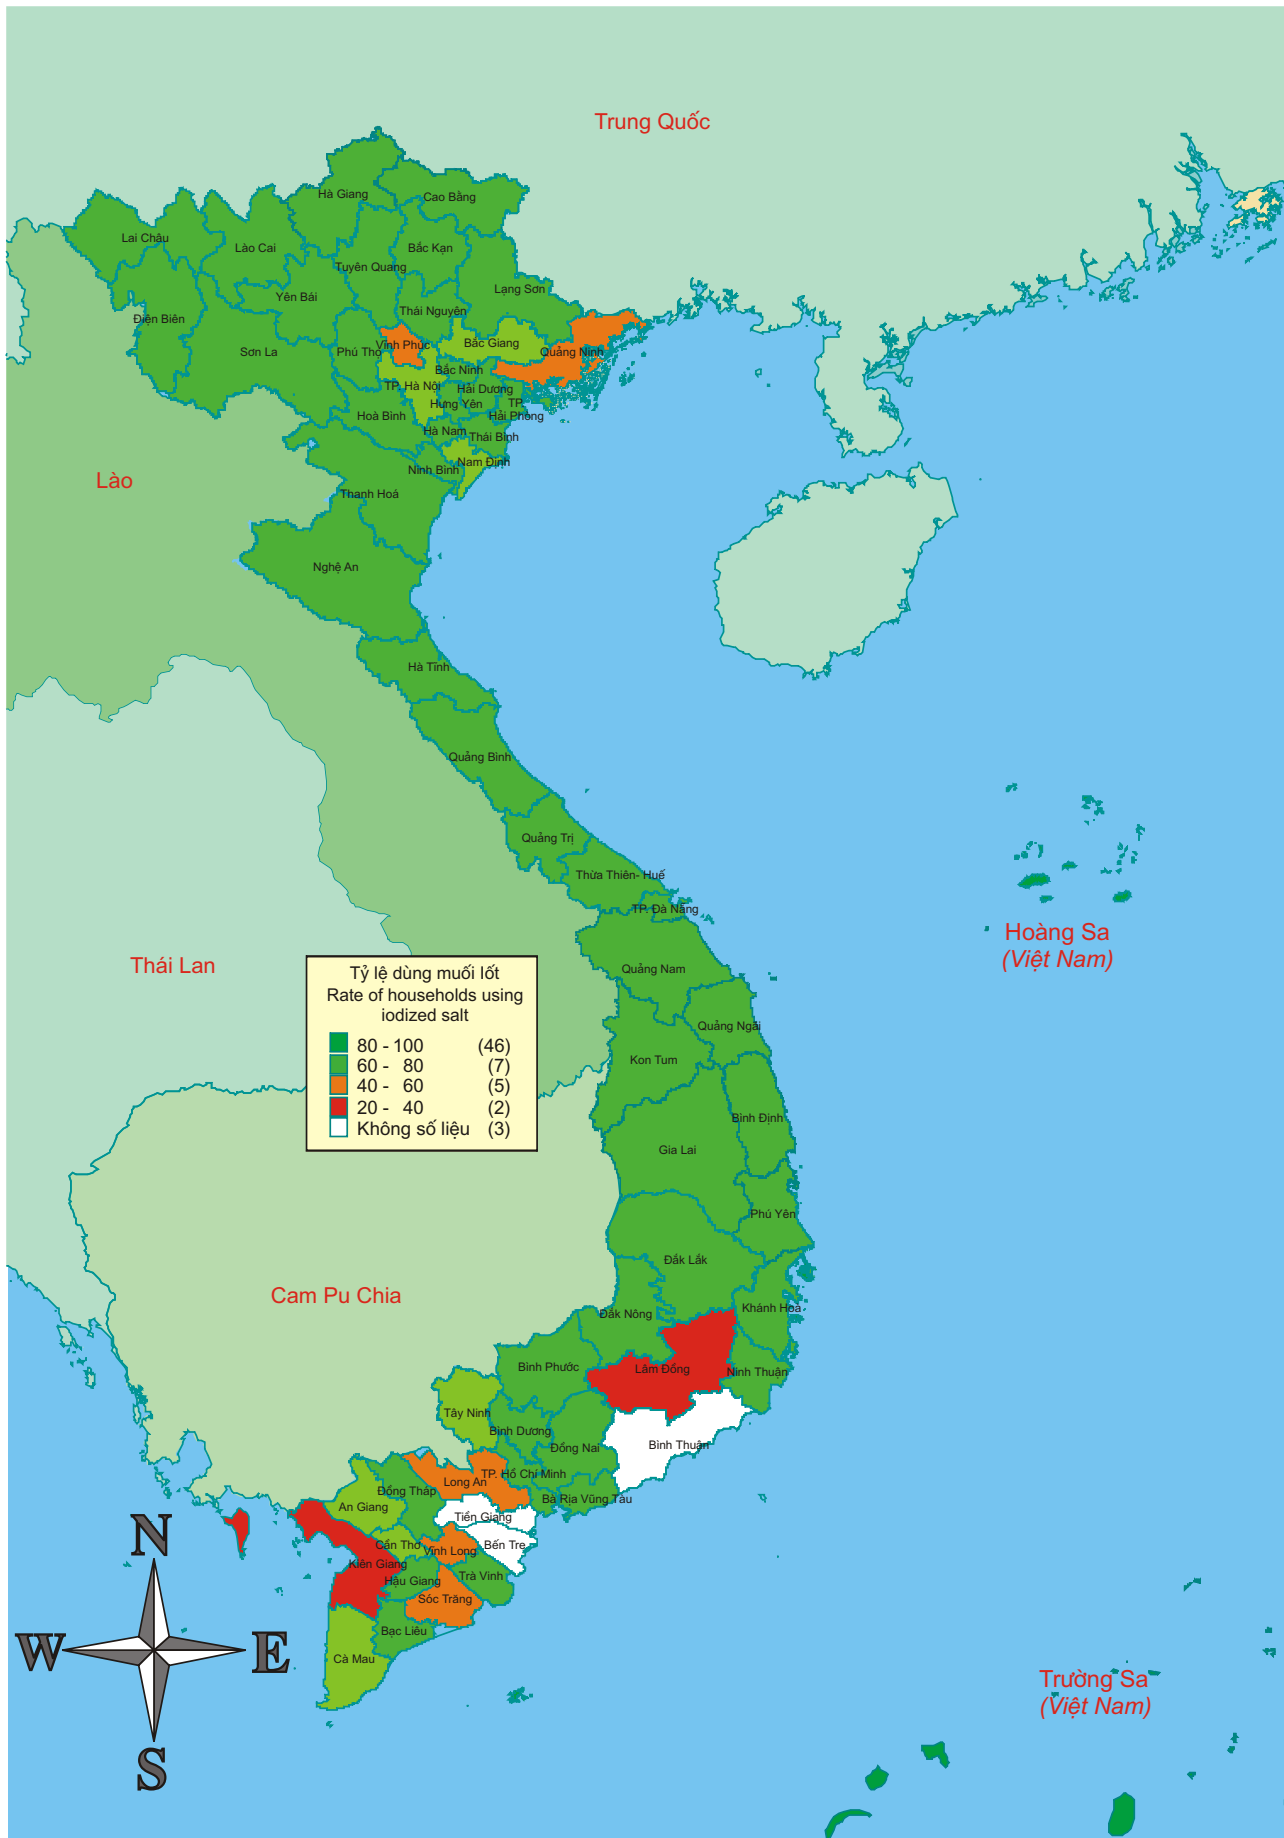 Trung Quốc
Hà Giang
Cao Bằng
Lai Châu
Lào Cai
Bắc Kạn
Tuyên Quang
Lạng Sơn
Yên Bái
Thái Nguyên
Điện Biên
Sơn La
Phú Thọ
Vĩnh Phúc
Bắc Giang
Quảng Ninh
Bắc Ninh
TP. Hà Nội
Hải Dương
Hoà Bình
Hưng Yên
TP.
Hải Phòng
Hà Nam
Thái Bình
Ninh Bình
Nam Định
Lào
Thanh Hoá
Nghệ An
Hà Tĩnh
Quảng Bình
Quảng Trị
Thừa Thiên- Huế
TP. Đà Nẵng
Hoàng Sa
(Việt Nam)
Thái Lan
Quảng Nam
Tỷ lệ dùng muối Iốt
Rate of households using
iodized salt
80 - 100 (46)
60 - 80 (7)
40 - 60 (5)
20 - 40 (2)
Không số liệu (3)
Quảng Ngãi
Kon Tum
Bình Định
Gia Lai
Phú Yên
Đắk Lắk
Cam Pu Chia
Đắk Nông
Khánh Hoà
Bình Phước
Lâm Đồng
Ninh Thuận
Tây Ninh
Bình Dương
Đồng Nai
Bình Thuận
TP. Hồ Chí Minh
Long An
Đồng Tháp
Bà Rịa Vũng Tàu
An Giang
Tiền Giang
Cần Thơ
Vĩnh Long
Bến Tre
Kiên Giang
Hậu Giang
Trà Vinh
Sóc Trăng
Bạc Liêu
Cà Mau
N
W
E
S
Trường Sa
(Việt Nam)